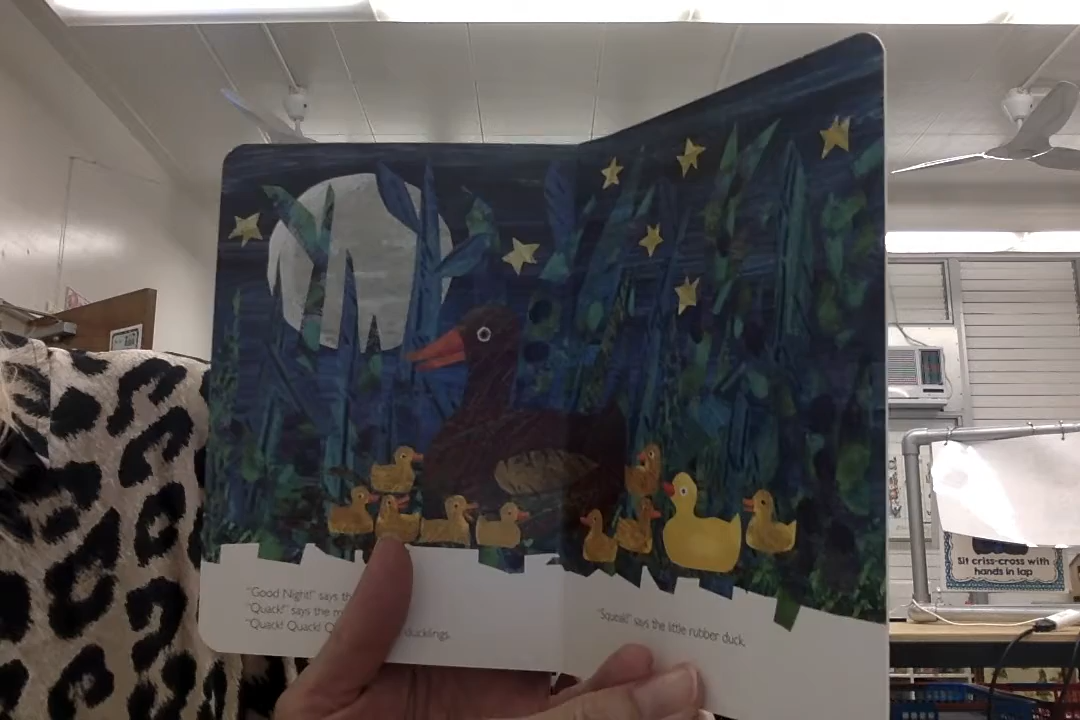 "Good Night!" says th
"Quack!" says the m
"Quack! Quack! Q ducklings.
"Squeak!" says the little rubber duck.
Sit criss-cross with
hands in lap